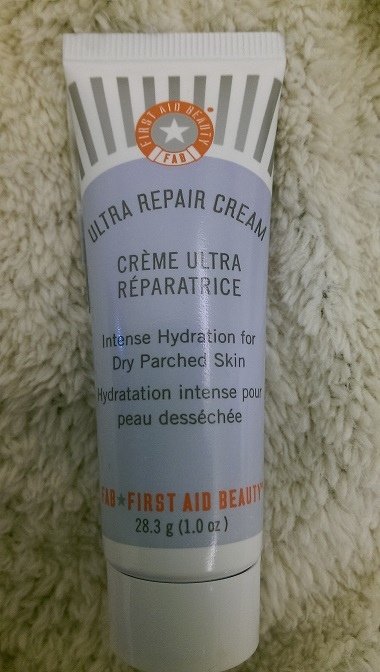 FIRST AID BEAUTY
FAB
ULTRA REPAIR CREAM
CRÈME ULTRA
RÉPARATRICE
Intense Hydration for
Dry Parched Skin
Hydratation intense pour
peau desséchée
FAB FIRST AID BEAUTY
28.3 g (1.0 oz)